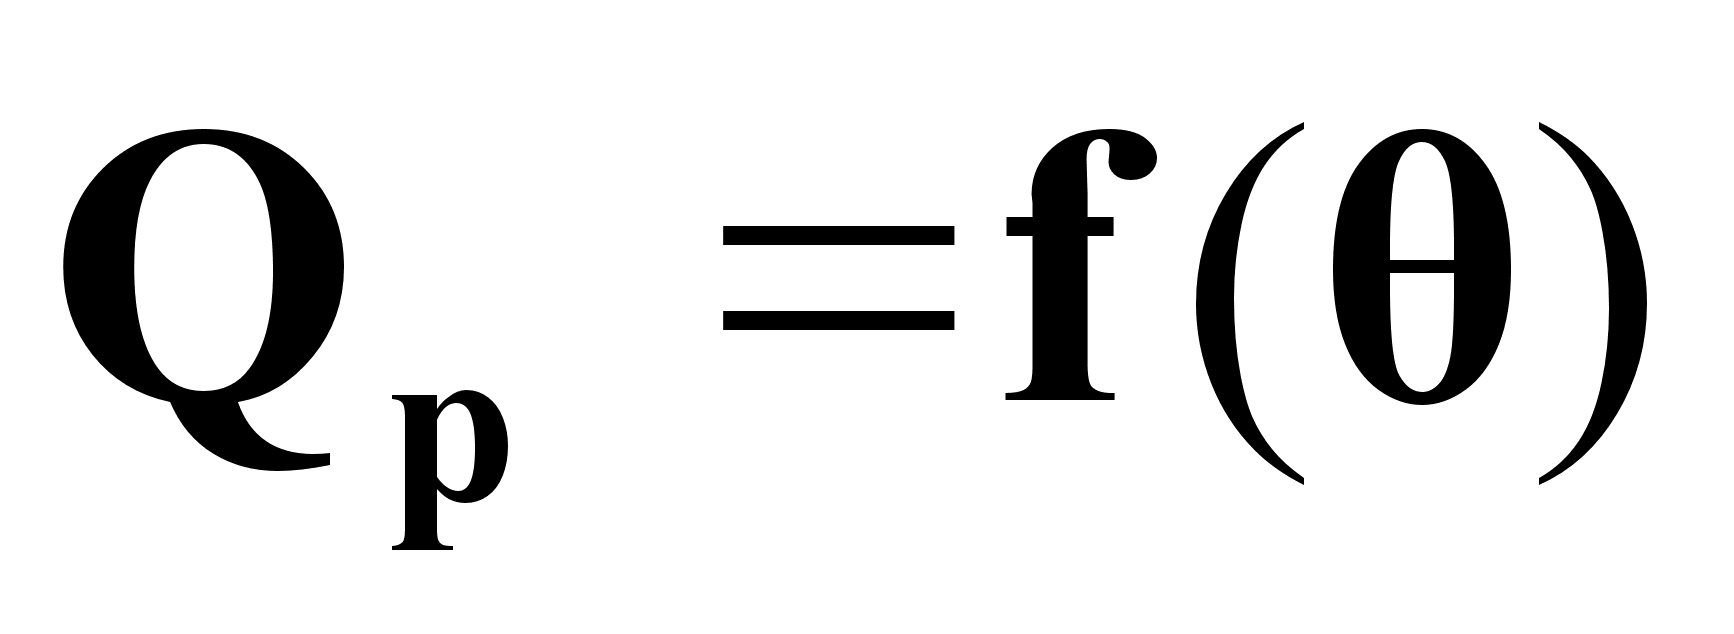 Qp = f(θ)